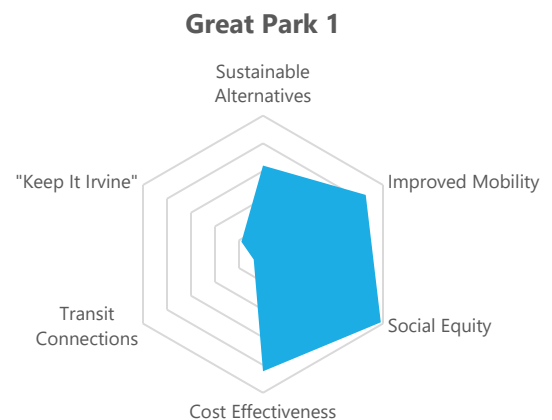 Great Park 1
Sustainable
Alternatives
"Keep It Irvine"
Improved Mobility
Transit
Connections
Social Equity
Cost Effectiveness